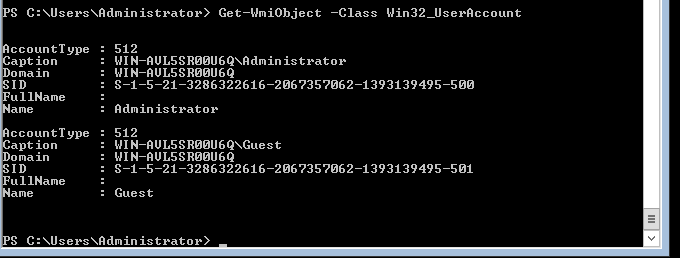 PS C:\Users\Administrator> Get-WmiObject -Class Win32_UserAccount
AccountType : 512
Caption : WIN-AVL5SR00U6Q\Administrator
Domain : WIN-AVL5SR00U6Q
SID : S-1-5-21-3286322616-2067357062-1393139495-500
FullName :
Name : Administrator
AccountType : 512
Caption : WIN-AVL5SR00U6Q\Guest
Domain : WIN-AVL5SR00U6Q
SID : S-1-5-21-3286322616-2067357062-1393139495-501
FullName :
Name : Guest
PS C:\Users\Administrator> _